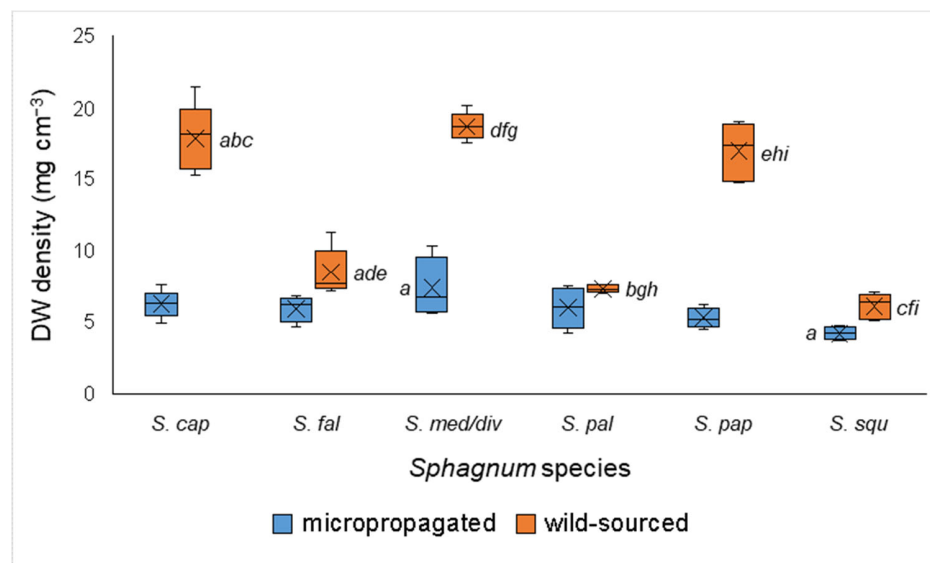 25
20
15
10
5
0
DW density (mg cm⁻³)
abc
ade
a
dfg
bgh
ehi
a
cfi
S. cap
S. fal
S. med/div
S. pal
S. pap
S. squ
Sphagnum species
micropropagated
wild-sourced